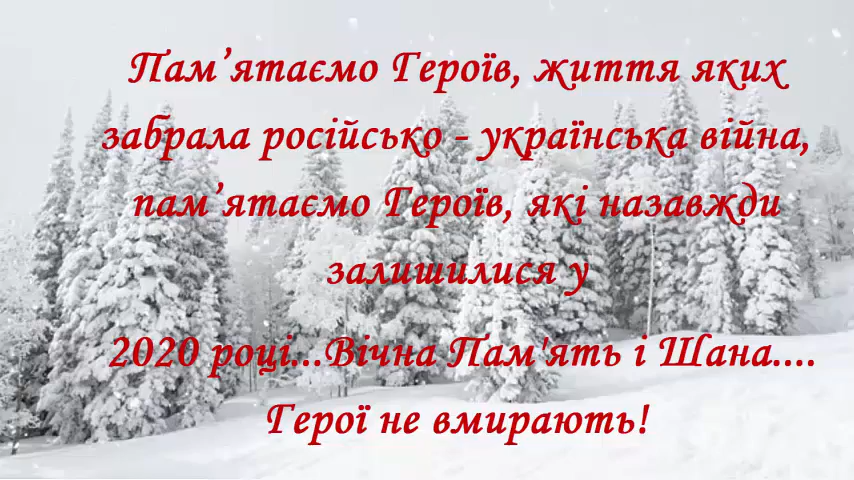 Пам’ятаємо Героїв, життя яких
забрала російсько - українська війна,
пам’ятаємо Героїв, які назавжди
залишилися у
2020 році...Вічна Пам'ять і Шана....
Герої не вмирають!